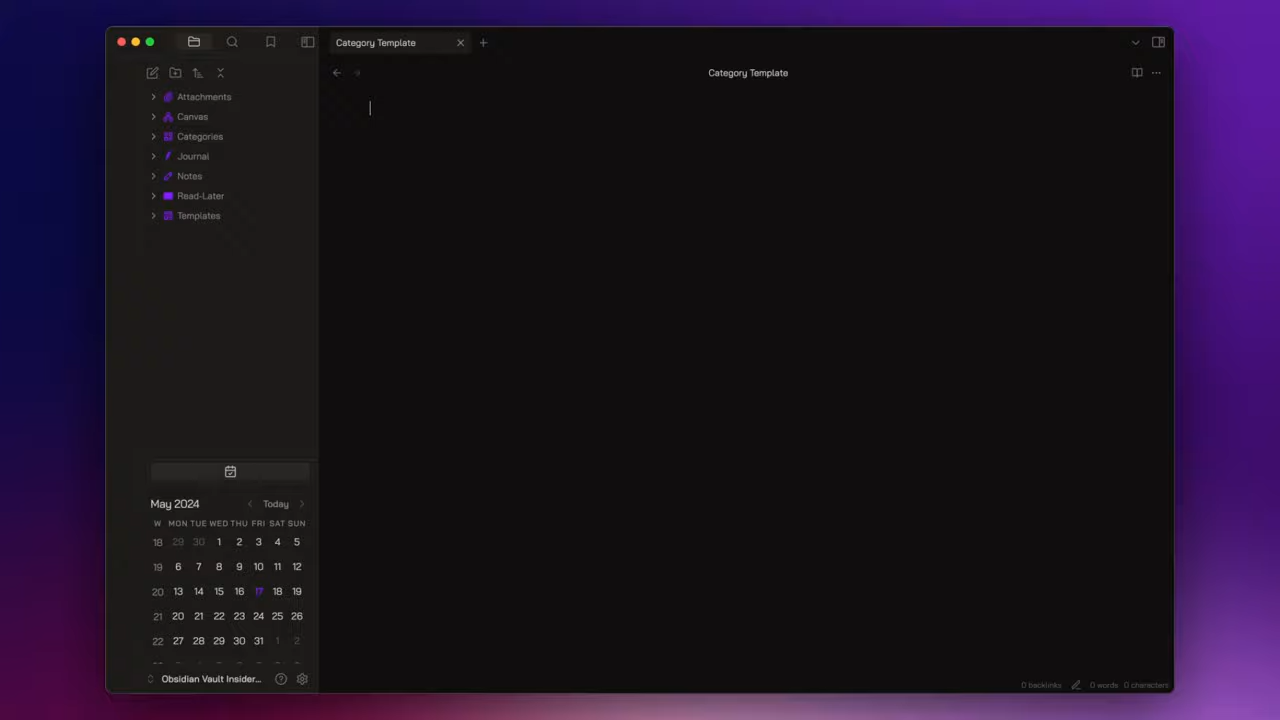 Category Template
Category Template
Attachments
Canvas
Categories
Journal
Notes
Read-Later
Templates
May 2024 Today
W MON TUE WED THU FRI SAT SUN
18 29 30 1 2 3 4 5
19 6 7 8 9 10 11 12
20 13 14 15 16 17 18 19
21 20 21 22 23 24 25 26
22 27 28 29 30 31 1 2
Obsidian Vault Insider...
0 backlinks 0 words 0 characters